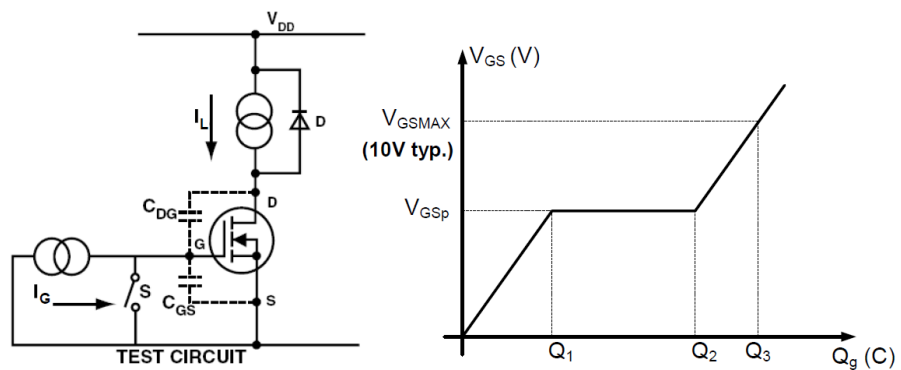 V_DD
I_L
D
C_DG
D
G
I_G
S
C_GS
S
TEST CIRCUIT
V_GS (V)
V_GSMAX
(10V typ.)
V_GSp
Q_1 Q_2 Q_3
Q_g (C)